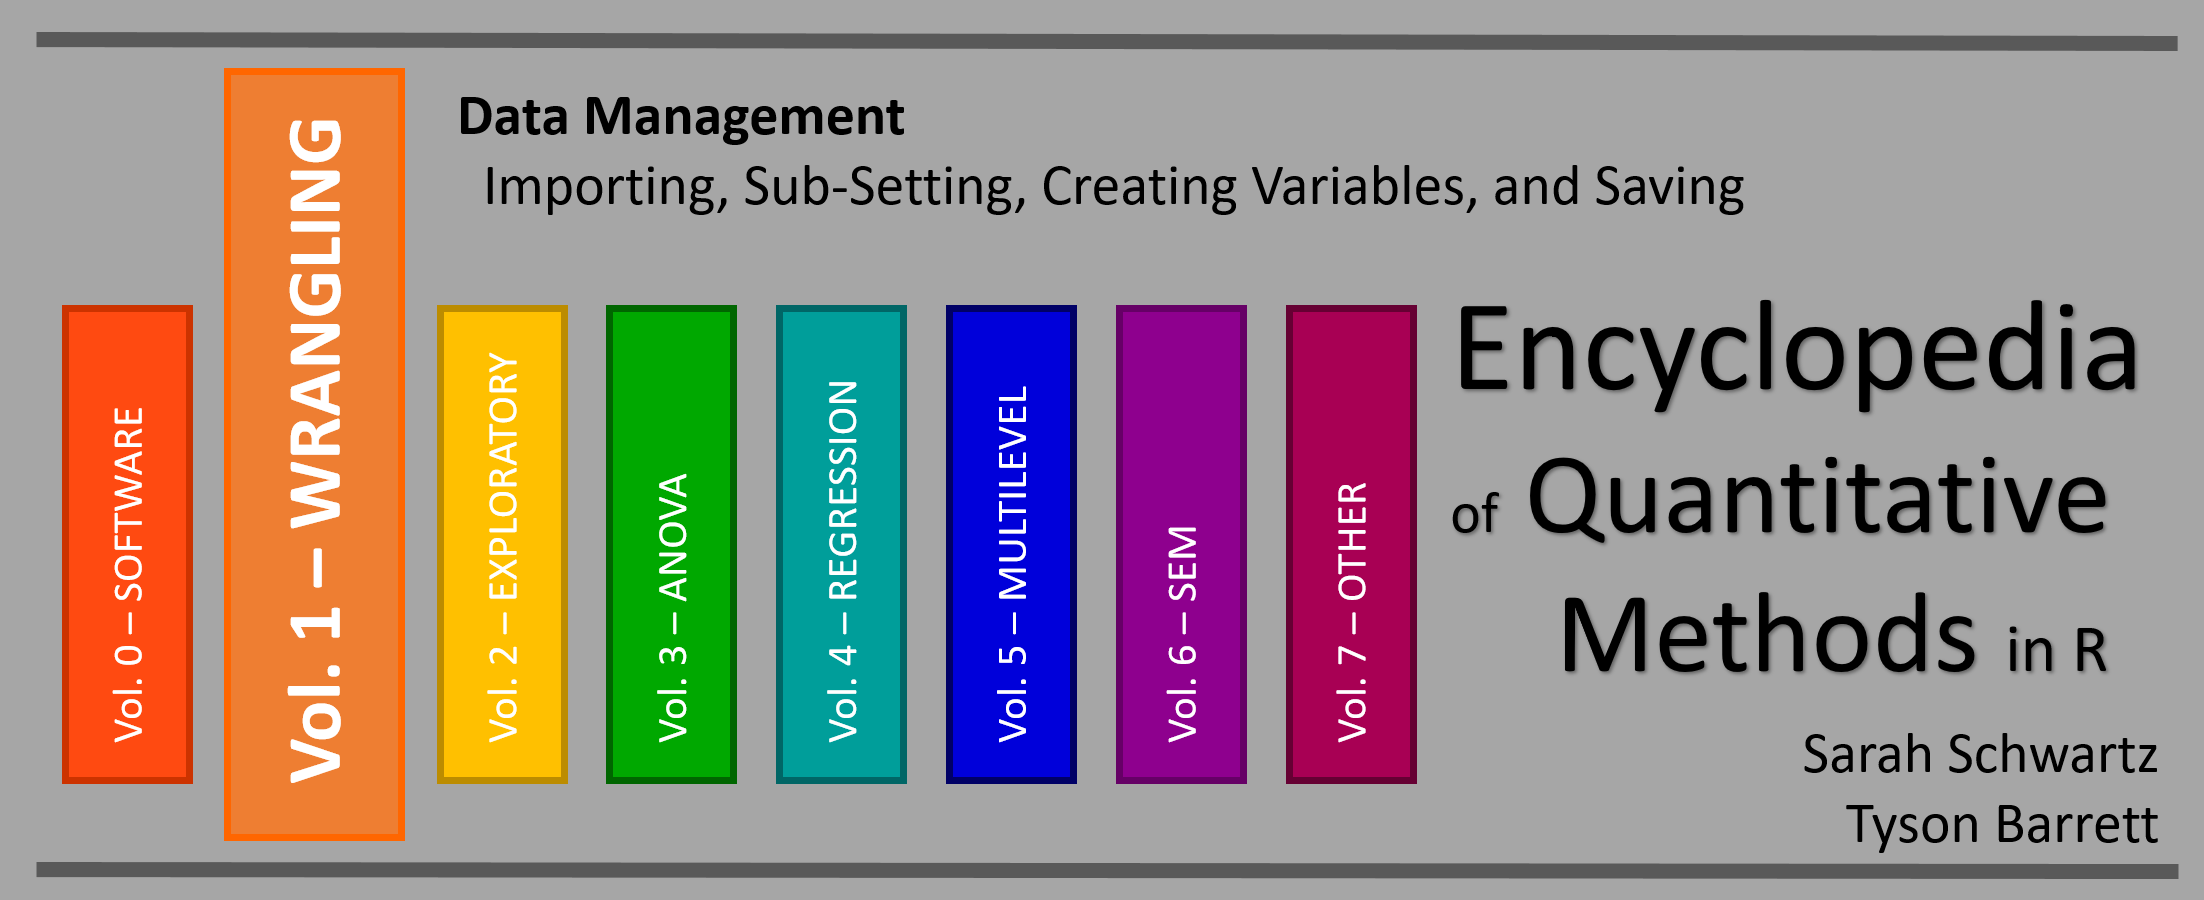 Data Management
Importing, Sub-Setting, Creating Variables, and Saving
Vol. 0 – SOFTWARE
Vol. 1 – WRANGLING
Vol. 2 – EXPLORATORY
Vol. 3 – ANOVA
Vol. 4 – REGRESSION
Vol. 5 – MULTILEVEL
Vol. 6 – SEM
Vol. 7 – OTHER
Encyclopedia
of Quantitative
Methods in R
Sarah Schwartz
Tyson Barrett